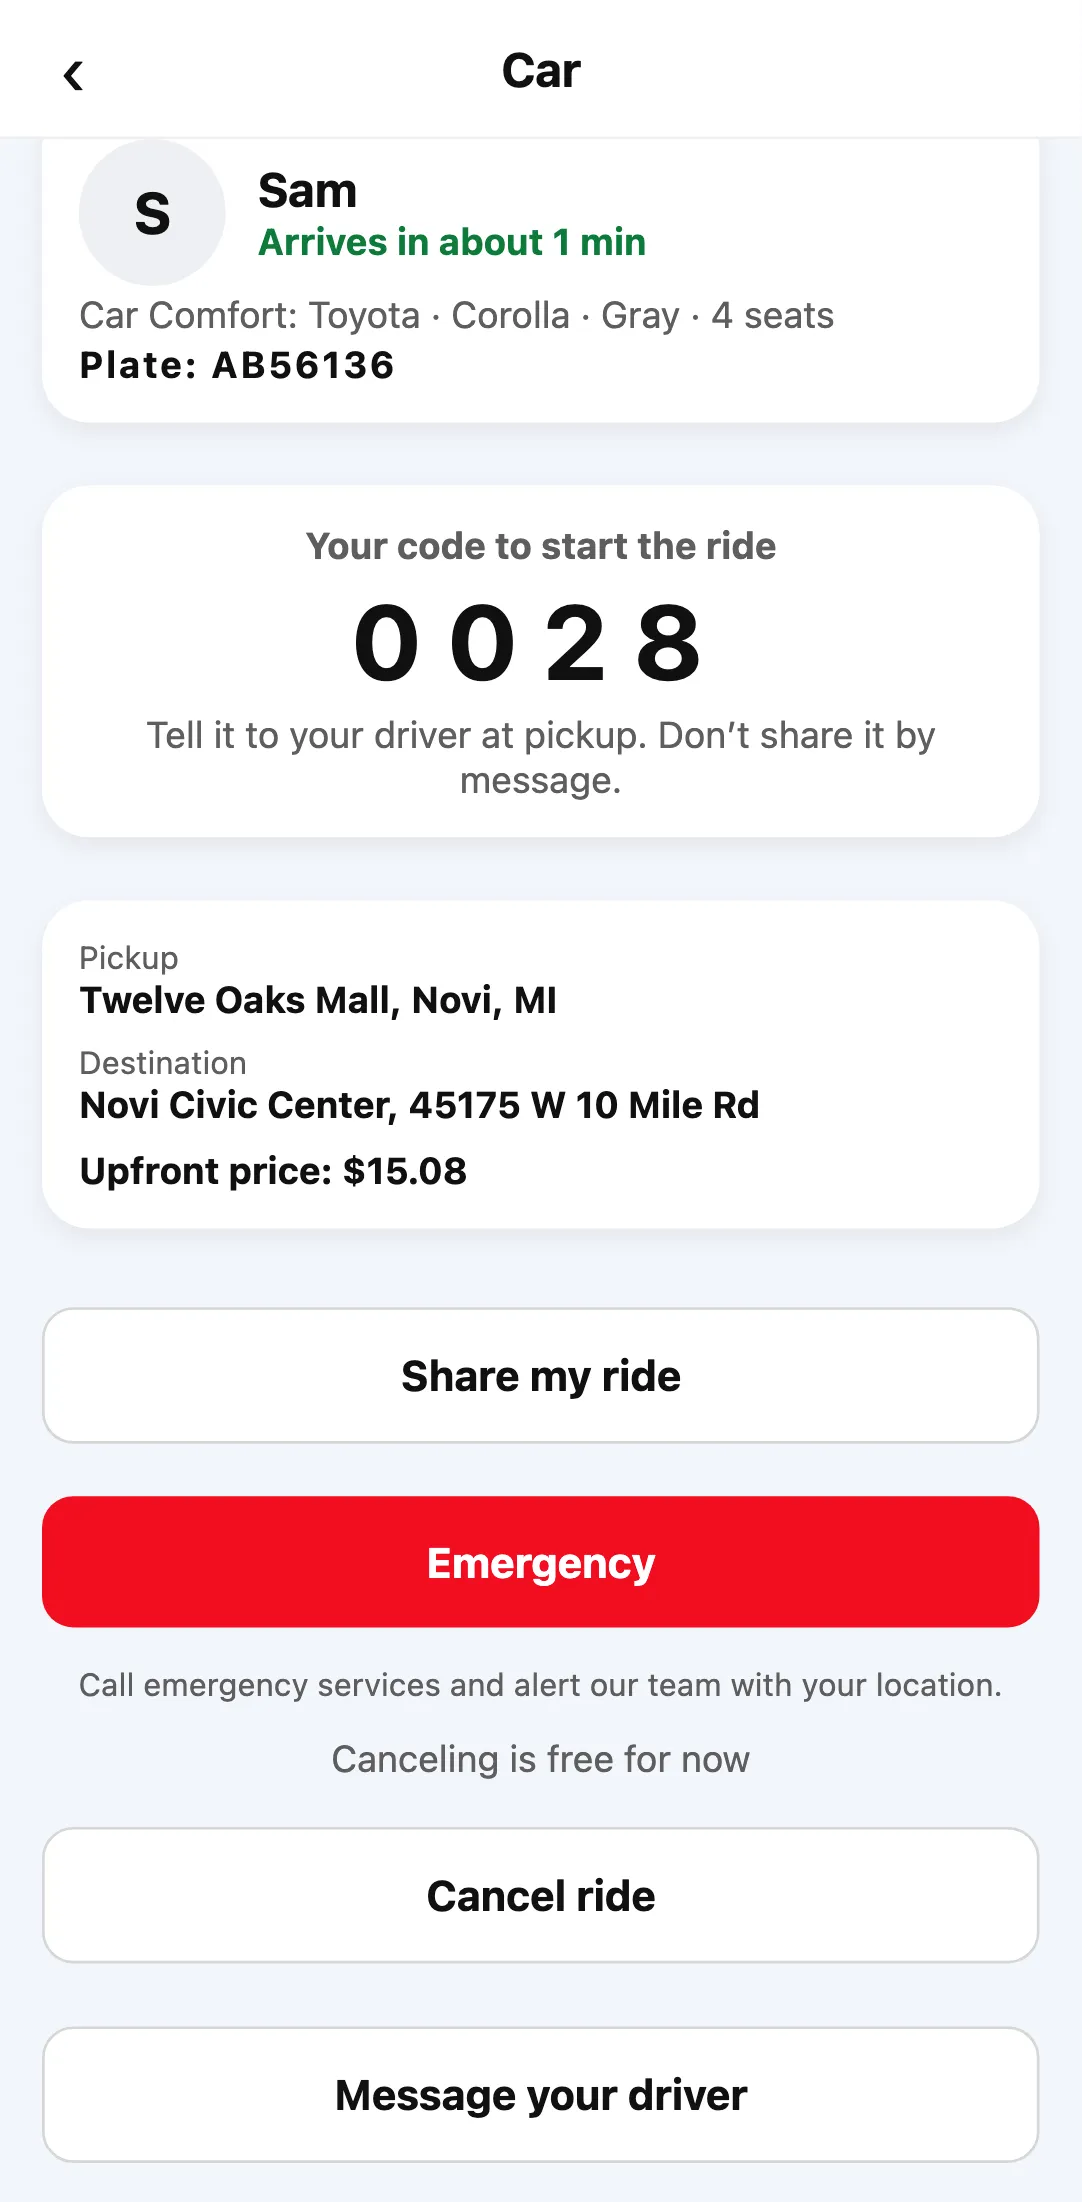 Car
S
Sam
Arrives in about 1 min
Car Comfort: Toyota · Corolla · Gray · 4 seats
Plate: AB56136
Your code to start the ride
0028
Tell it to your driver at pickup. Don’t share it by
message.
Pickup
Twelve Oaks Mall, Novi, MI
Destination
Novi Civic Center, 45175 W 10 Mile Rd
Upfront price: $15.08
Share my ride
Emergency
Call emergency services and alert our team with your location.
Canceling is free for now
Cancel ride
Message your driver